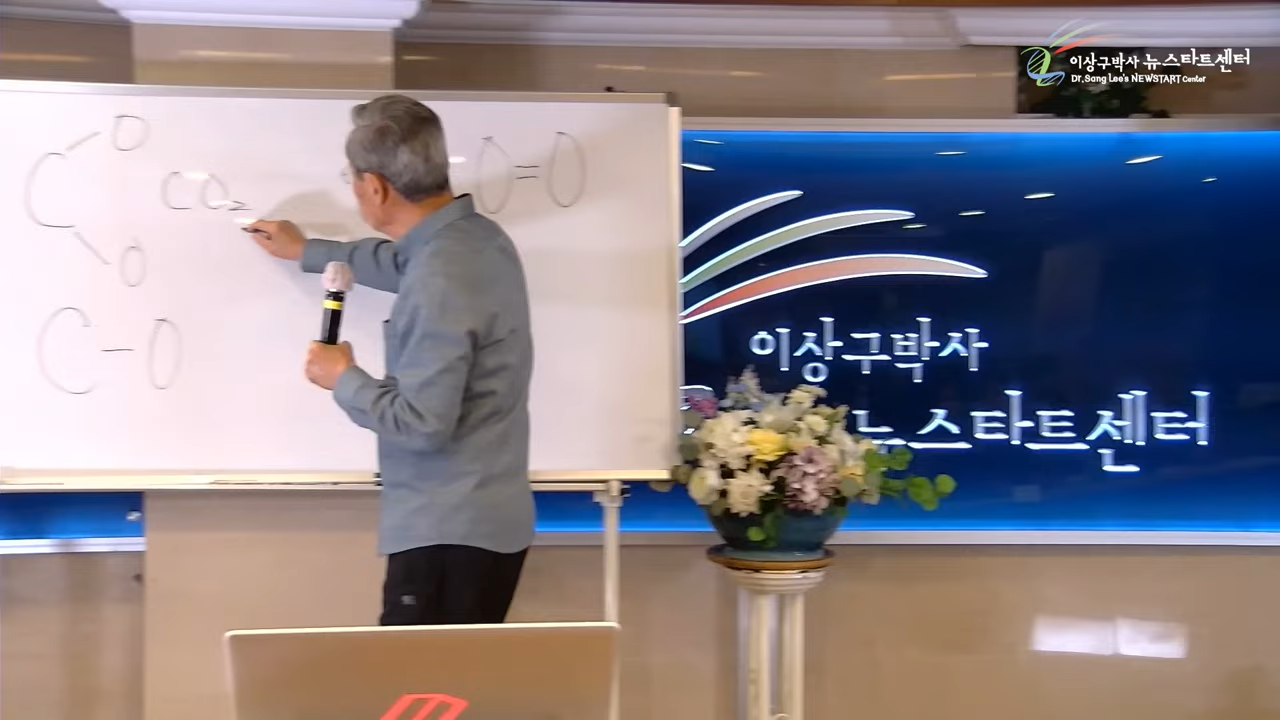 이상구박사 뉴스타트센터
Dr. Sang Lee's NEWSTART Center
O
C
O
CO₂
O=O
C-O
이상구박사
뉴스타트센터